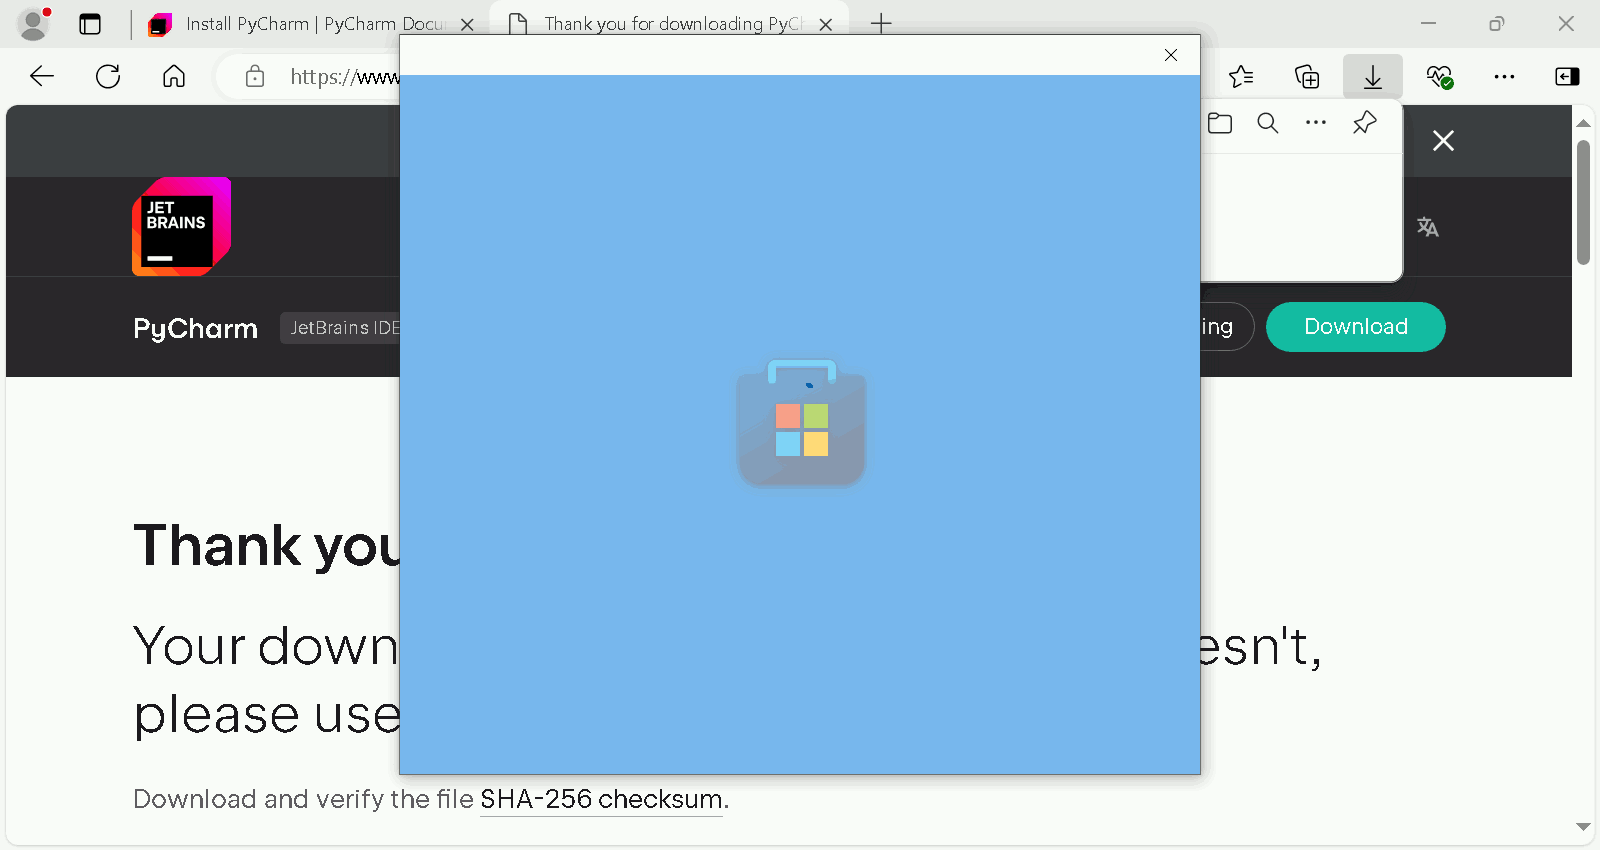 Install PyCharm | PyCharm Docu
Thank you for downloading PyCh
https://www
JET
BRAINS
PyCharm
JetBrains IDE
ing
Download
Thank you
Your down
esn't,
please use
Download and verify the file SHA-256 checksum.